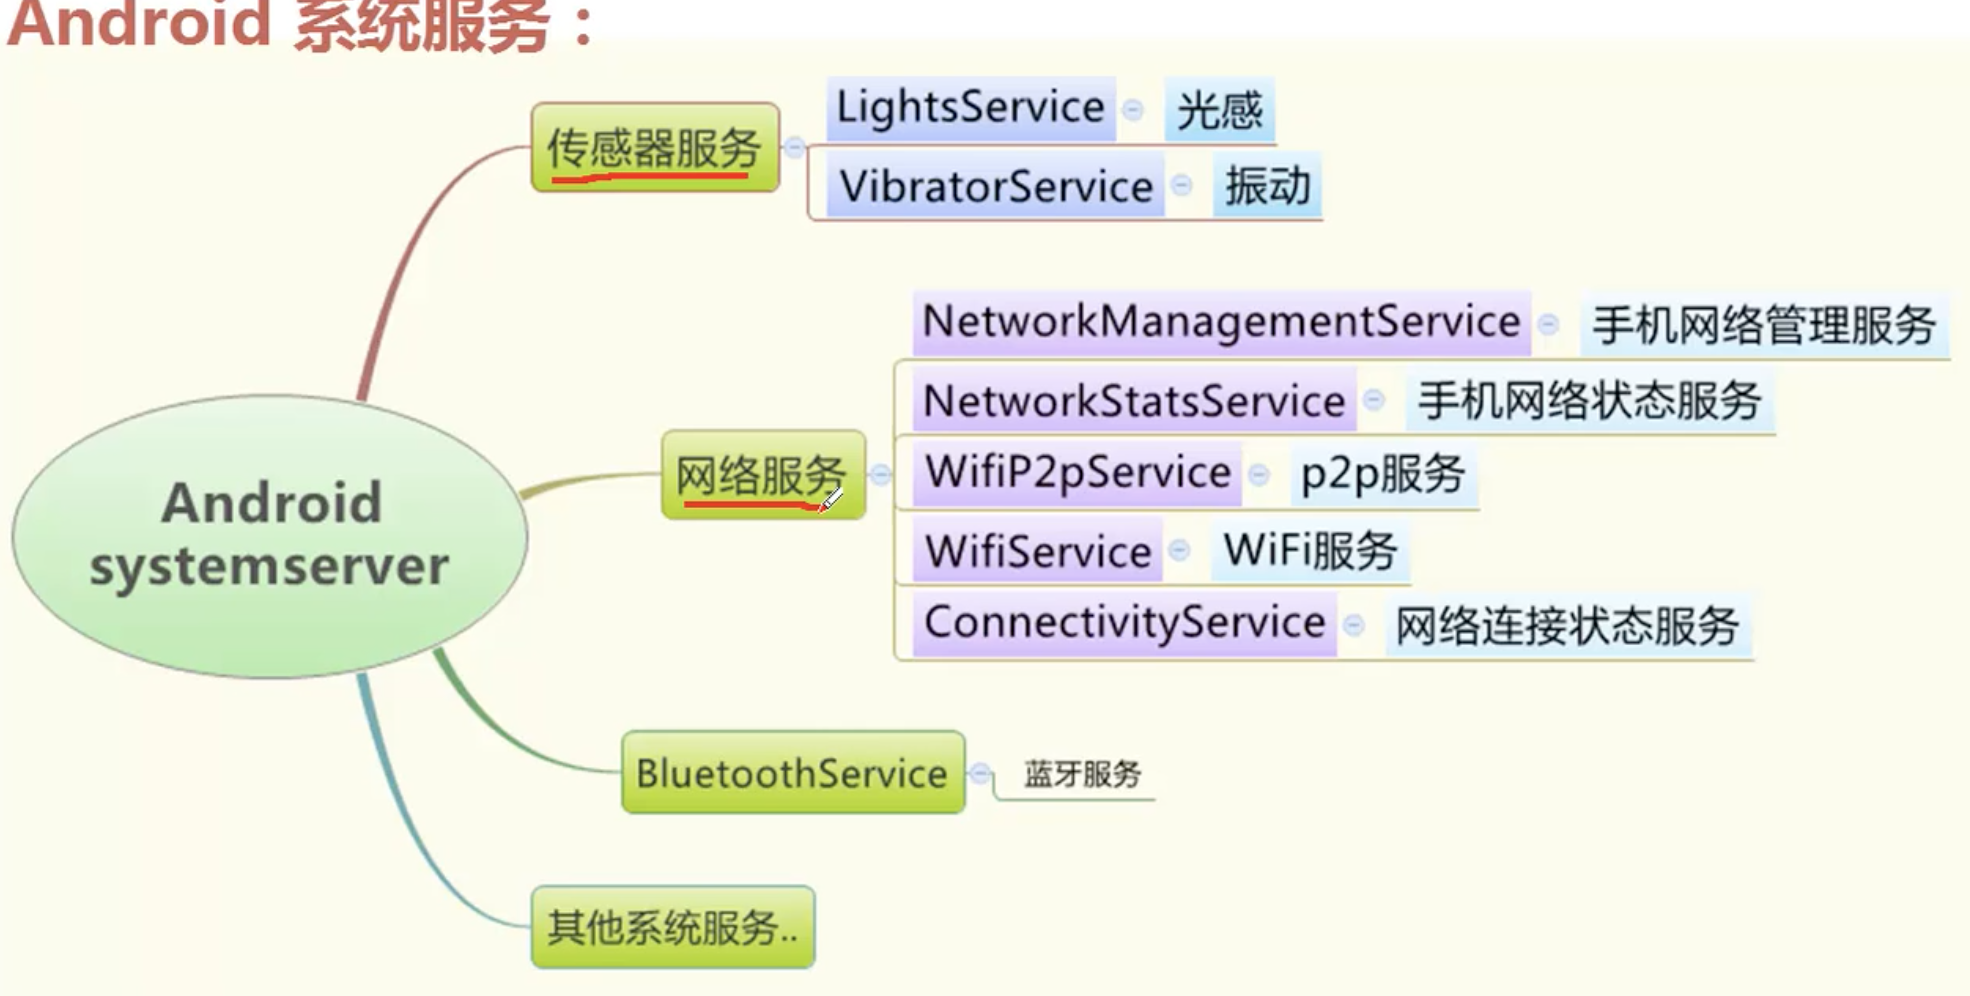 Android 系统服务：
传感器服务
LightsService
光感
VibratorService
振动
Android
systemserver
网络服务
NetworkManagementService
手机网络管理服务
NetworkStatsService
手机网络状态服务
WifiP2pService
p2p服务
WifiService
WiFi服务
ConnectivityService
网络连接状态服务
BluetoothService
蓝牙服务
其他系统服务..